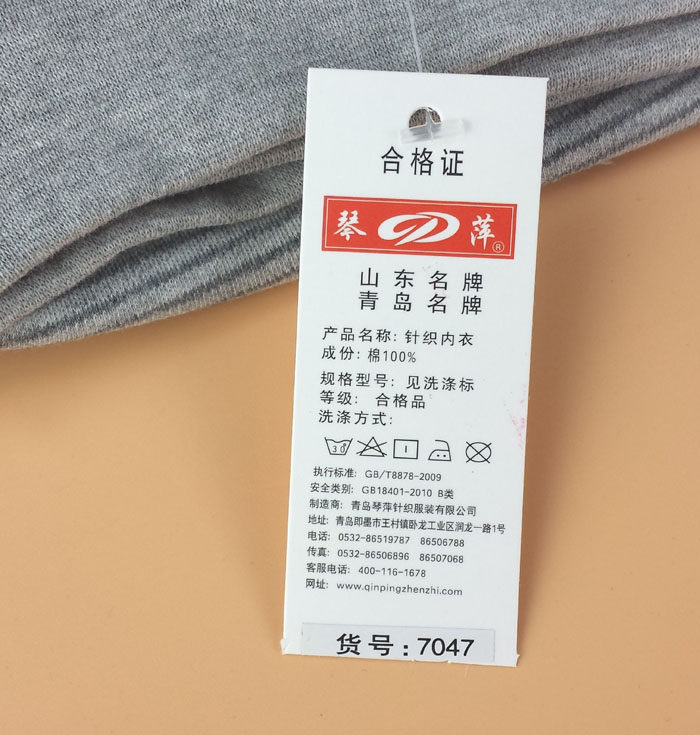 合格证
琴 萍®
山东名牌
青岛名牌
产品名称: 针织内衣
成份: 棉100%
规格型号: 见洗涤标
等级: 合格品
洗涤方式:
30
执行标准: GB/T8878-2009
安全类别: GB18401-2010 B类
制造商: 青岛琴萍针织服装有限公司
地址: 青岛即墨市王村镇卧龙工业区润龙一路1号
电话: 0532-86519787 86506788
传真: 0532-86506896 86507068
客服电话: 400-116-1678
网址: www.qinpingzhenzhi.com
货号: 7047